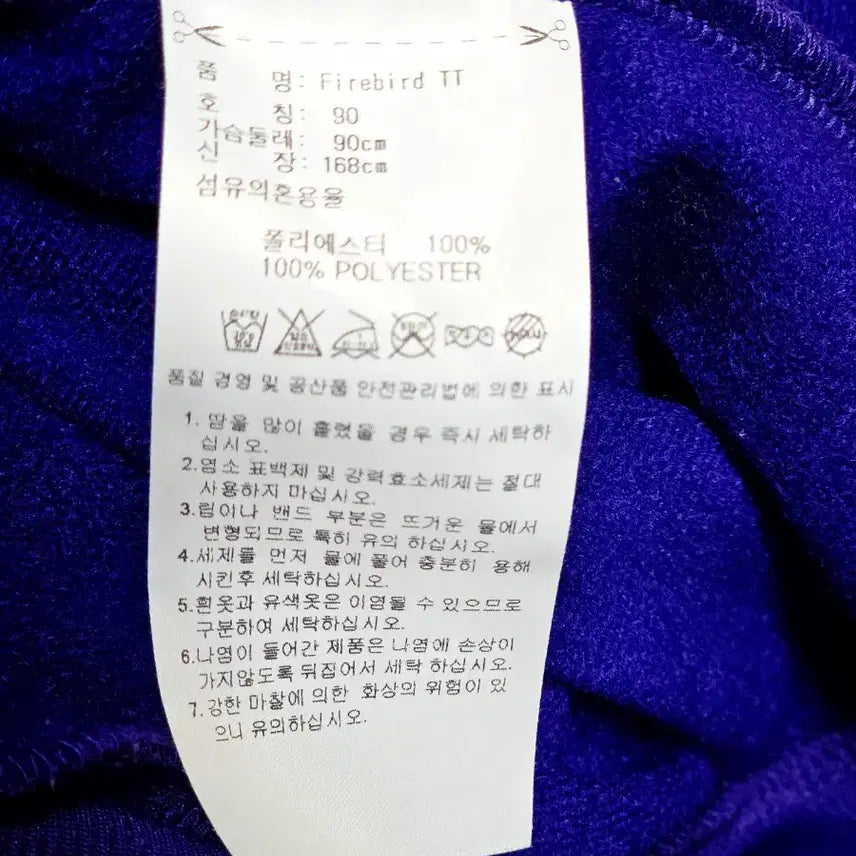 품 명: Firebird TT
호 칭: 90
가슴둘레: 90cm
신 장: 168cm
섬유의혼용율
폴리에스터 100%
100% POLYESTER
품질 경영 및 공산품 안전관리법에 의한 표시
1. 땀을 많이 흘렸을 경우 즉시 세탁하
십시오.
2.염소 표백제 및 강력효소세제는 절대
사용하지 마십시오.
3.립이나 밴드 부분은 뜨거운 물에서
변형되므로 특히 유의 하십시오.
4.세제를 먼저 물에 풀어 충분히 용해
시킨후 세탁하십시오.
5.흰옷과 유색옷은 이염될 수 있으므로
구분하여 세탁하십시오.
6.나염이 들어간 제품은 나염에 손상이
가지않도록 뒤집어서 세탁 하십시오.
7.강한 마찰에 의한 화상의 위험이 있
으니 유의하십시오.